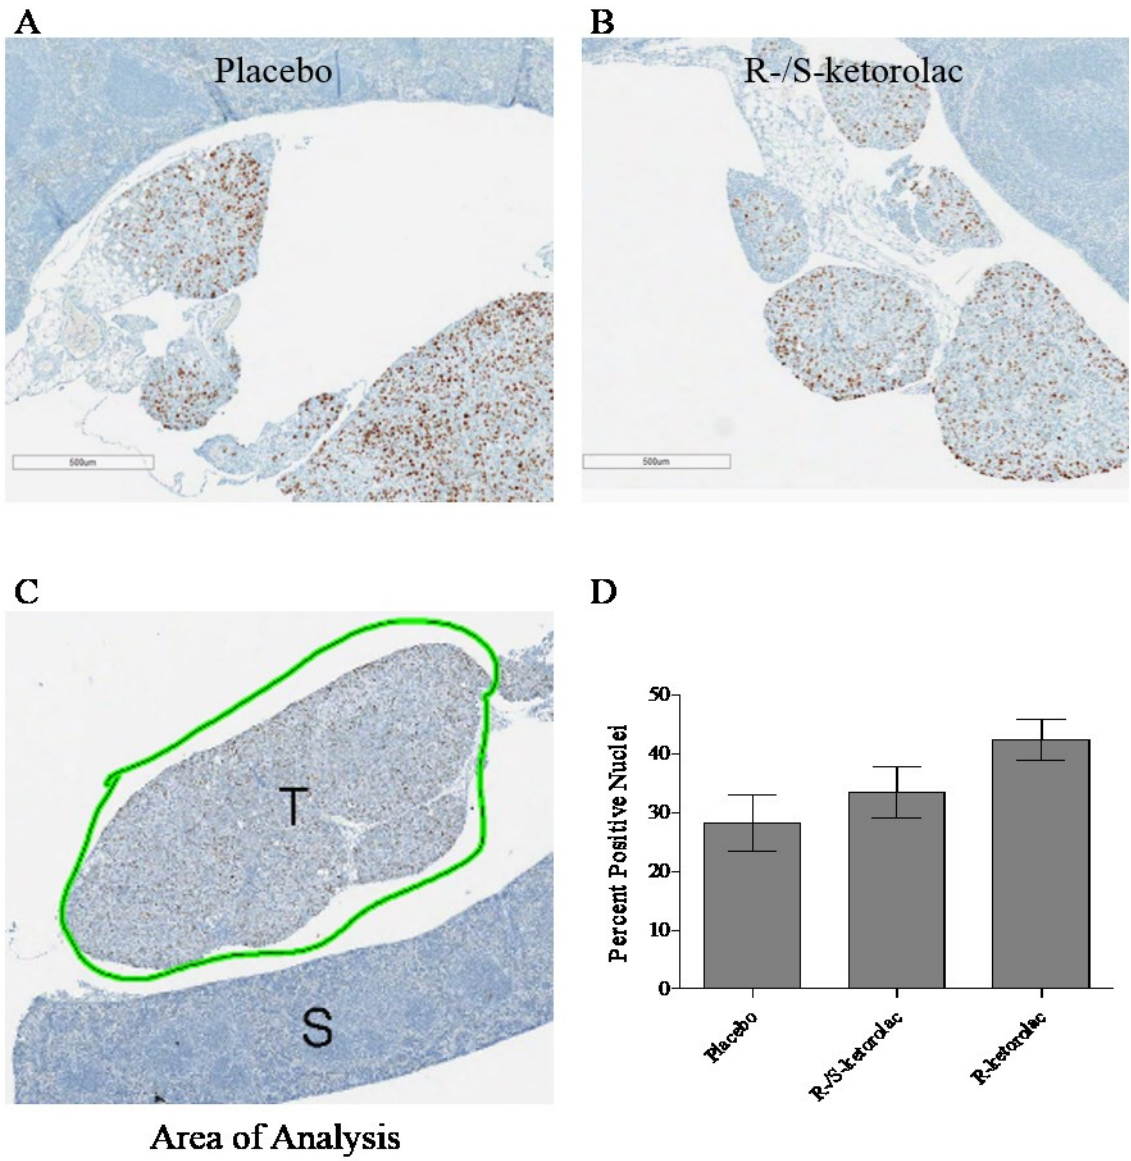 A
B
Placebo
R-/S-ketorolac
500um
500um
C
D
T
S
Area of Analysis
Percent Positive Nuclei
50
40
30
20
10
0
Placebo
R-/S-ketorolac
R-ketorolac